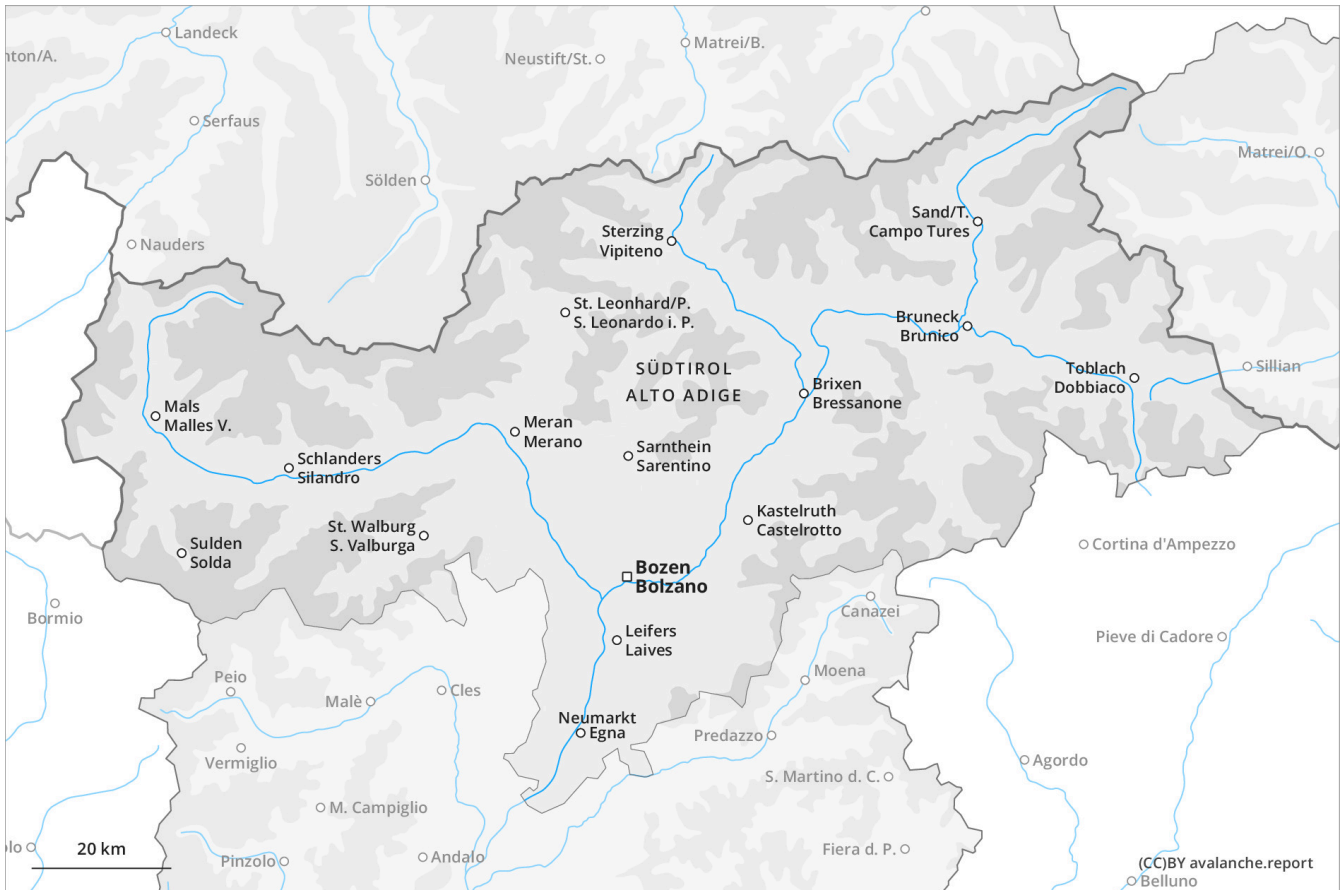 Landeck
Matrei/B.
nton/A.
Neustift/St.
Serfaus
Matrei/O.
Sölden
Sand/T.
Campo Tures
Sterzing
Vipiteno
Nauders
St. Leonhard/P.
S. Leonardo i. P.
Bruneck
Brunico
SÜDTIROL
ALTO ADIGE
Toblach
Dobbiaco
Sillian
Brixen
Bressanone
Mals
Malles V.
Meran
Merano
Sarnthein
Sarentino
Schlanders
Silandro
Kastelruth
Castelrotto
St. Walburg
S. Valburga
Sulden
Solda
Cortina d'Ampezzo
Bozen
Bolzano
Bormio
Canazei
Leifers
Laives
Pieve di Cadore
Peio
Malè
Cles
Moena
Neumarkt
Egna
Predazzo
Vermiglio
Agordo
S. Martino d. C.
M. Campiglio
20 km
olo
Pinzolo
Andalo
Fiera d. P.
(CC)BY avalanche.report
Belluno